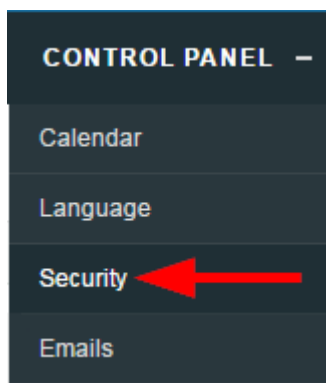 CONTROL PANEL –
Calendar
Language
Security
Emails